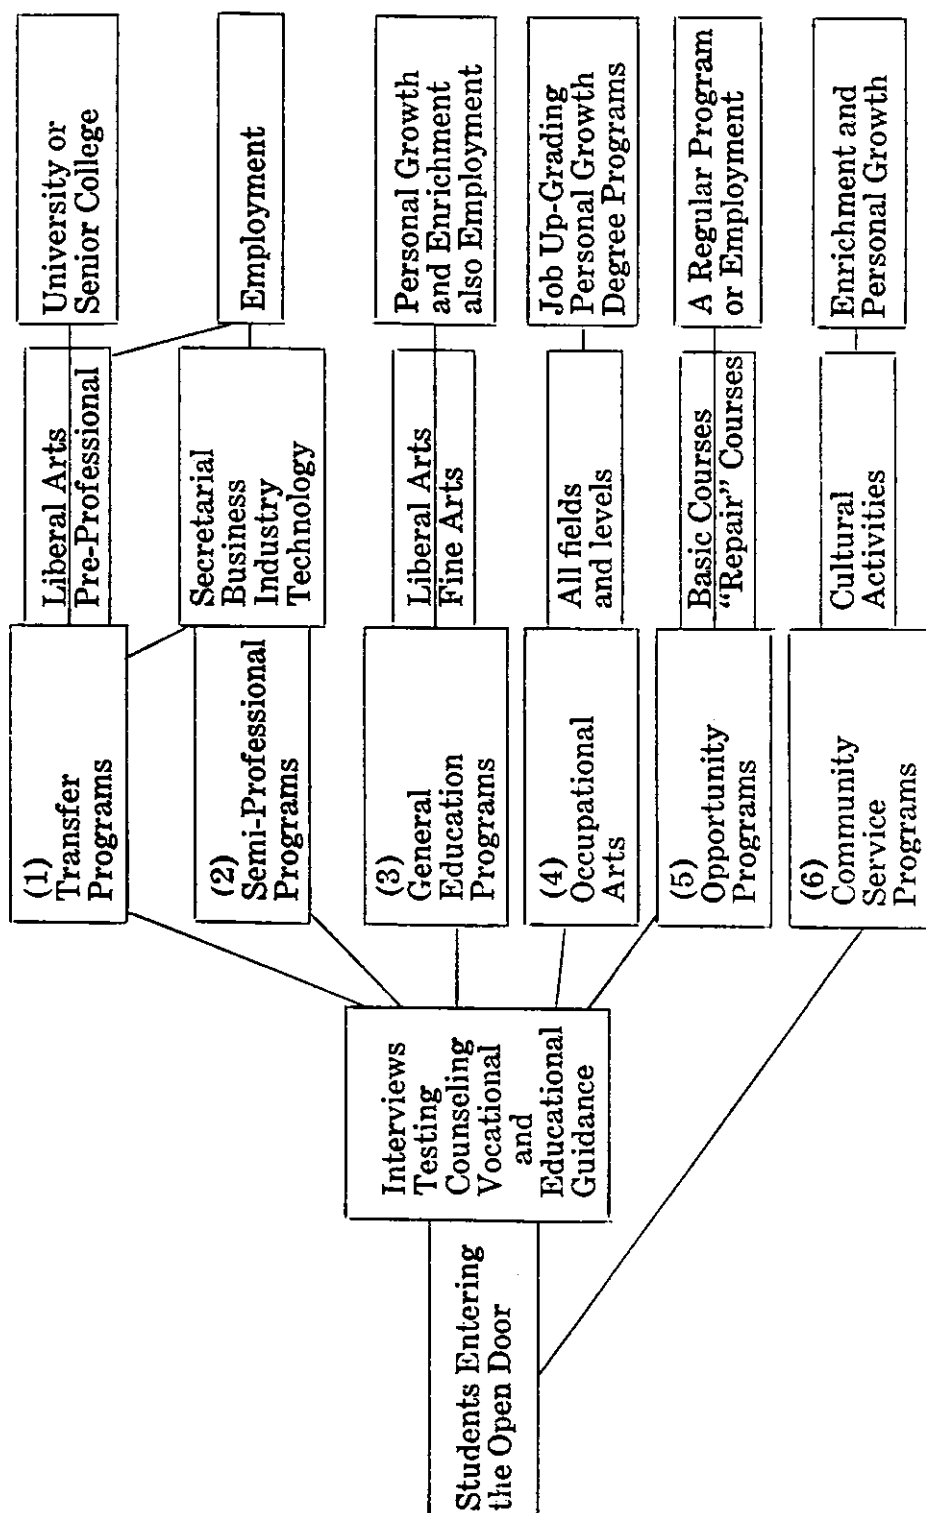 Students Entering
the Open Door
Interviews
Testing
Counseling
Vocational
and
Educational
Guidance
(1)
Transfer
Programs
Liberal Arts
Pre-Professional
University or
Senior College
(2)
Semi-Professional
Programs
Secretarial
Business
Industry
Technology
Employment
(3)
General
Education
Programs
Liberal Arts
Fine Arts
Personal Growth
and Enrichment
also Employment
(4)
Occupational
Arts
All fields
and levels
Job Up-Grading
Personal Growth
Degree Programs
(5)
Opportunity
Programs
Basic Courses
“Repair” Courses
A Regular Program
or Employment
(6)
Community
Service
Programs
Cultural
Activities
Enrichment and
Personal Growth